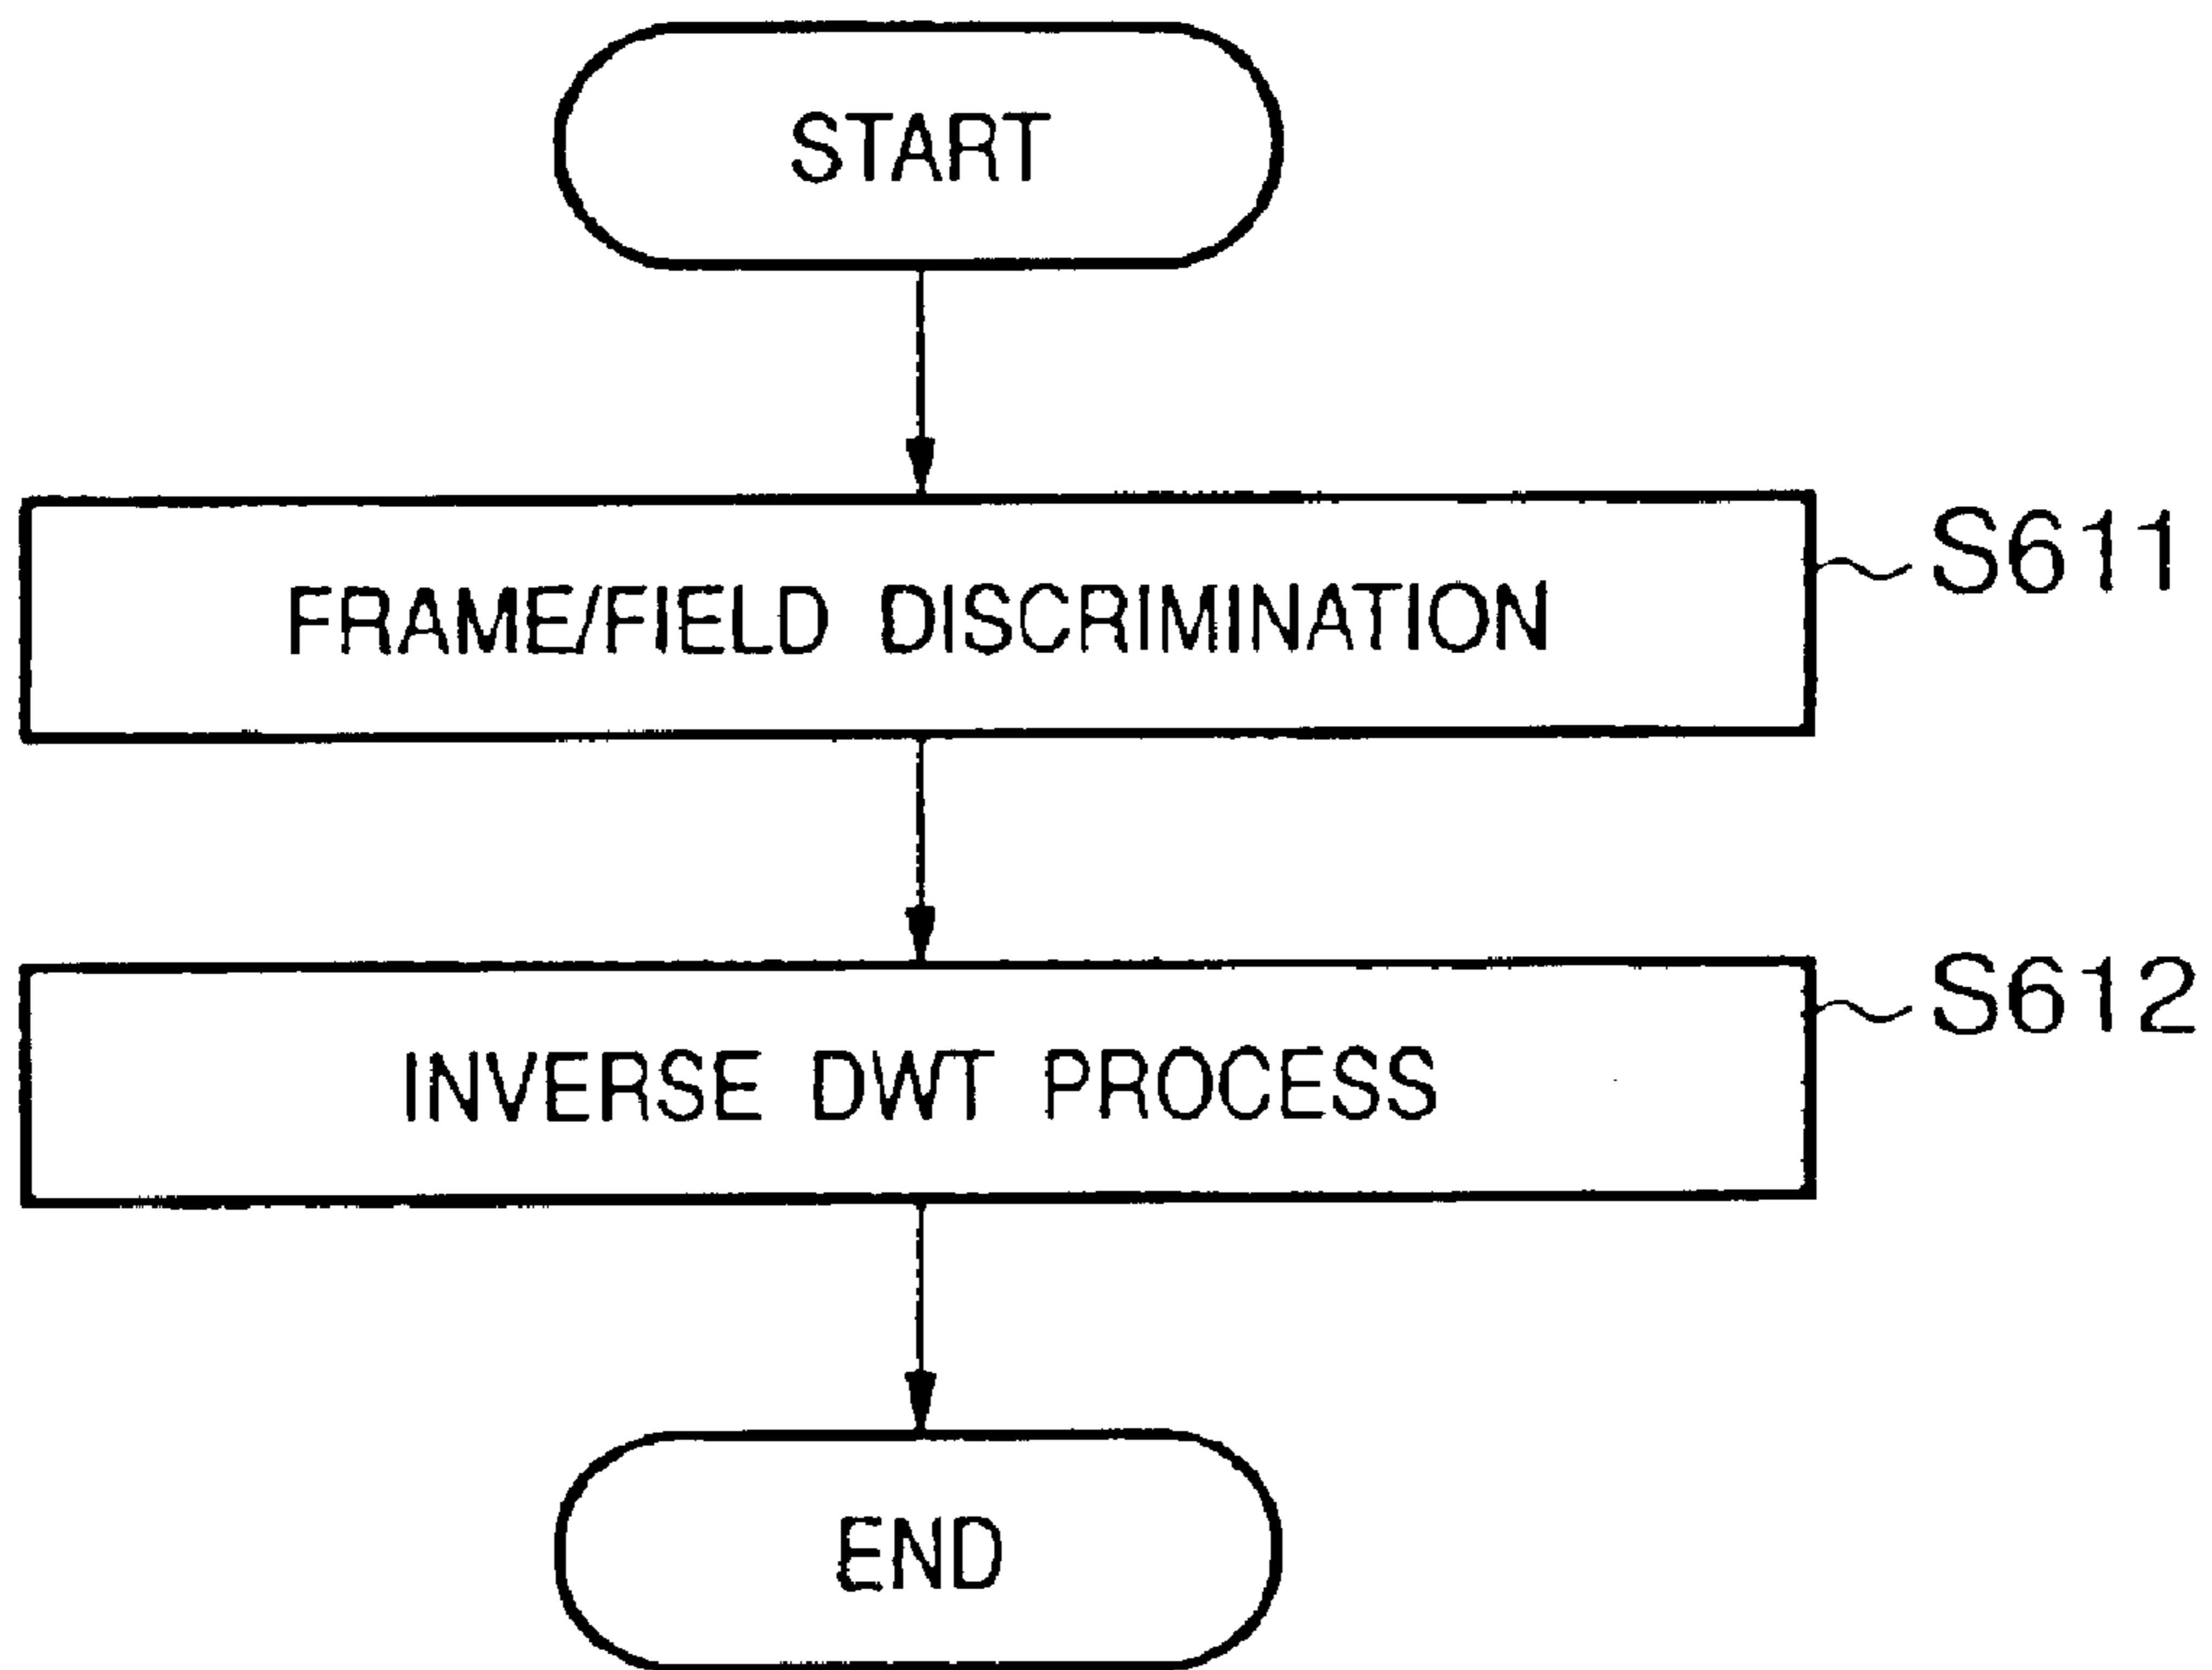 START
FRAME/FIELD DISCRIMINATION
S611
INVERSE DWT PROCESS
S612
END